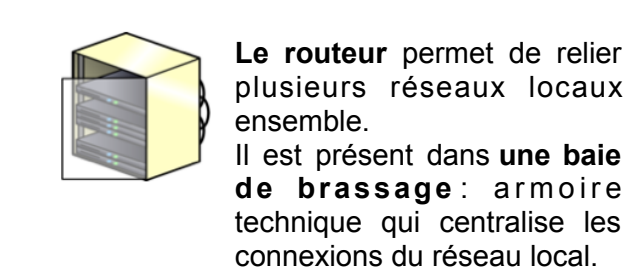 Le routeur permet de relier
plusieurs réseaux locaux
ensemble.
Il est présent dans une baie
de brassage : armoire
technique qui centralise les
connexions du réseau local.